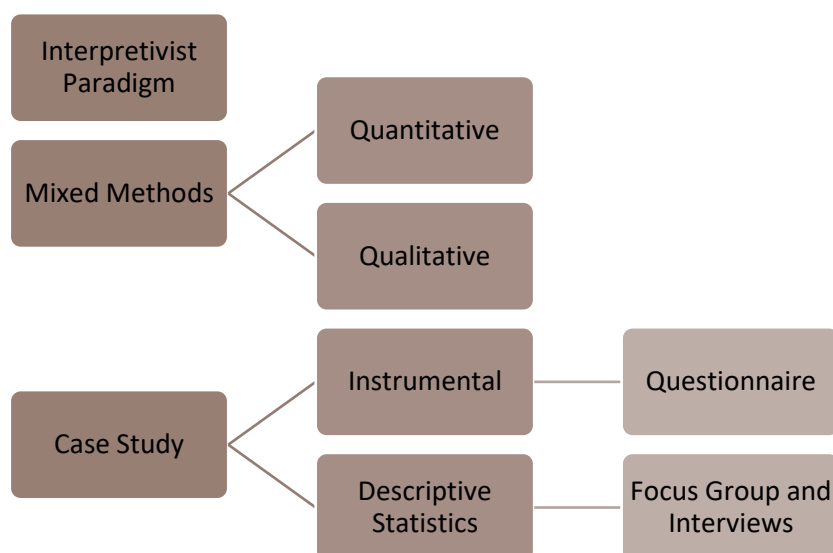 Interpretivist
Paradigm
Mixed Methods
Quantitative
Qualitative
Case Study
Instrumental
Questionnaire
Descriptive
Statistics
Focus Group and
Interviews